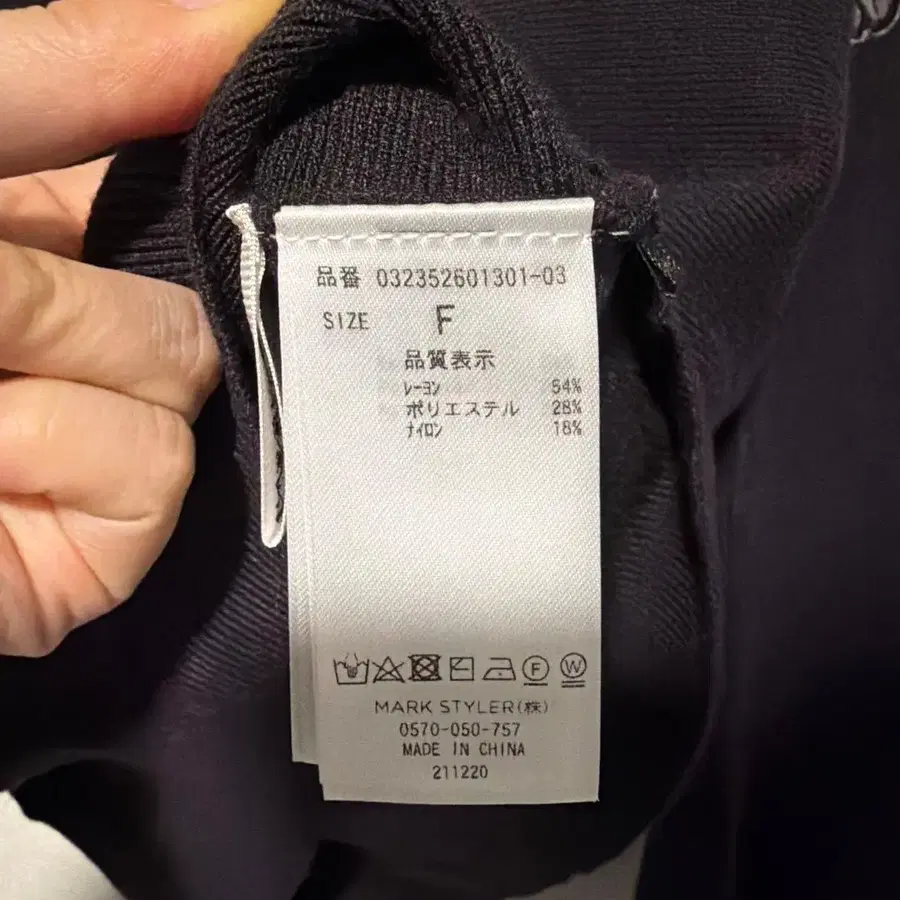 品番 032352601301-03
SIZE F
品質表示
レーヨン 54%
ポリエステル 28%
ナイロン 18%
F W
MARK STYLER(株)
0570-050-757
MADE IN CHINA
211220